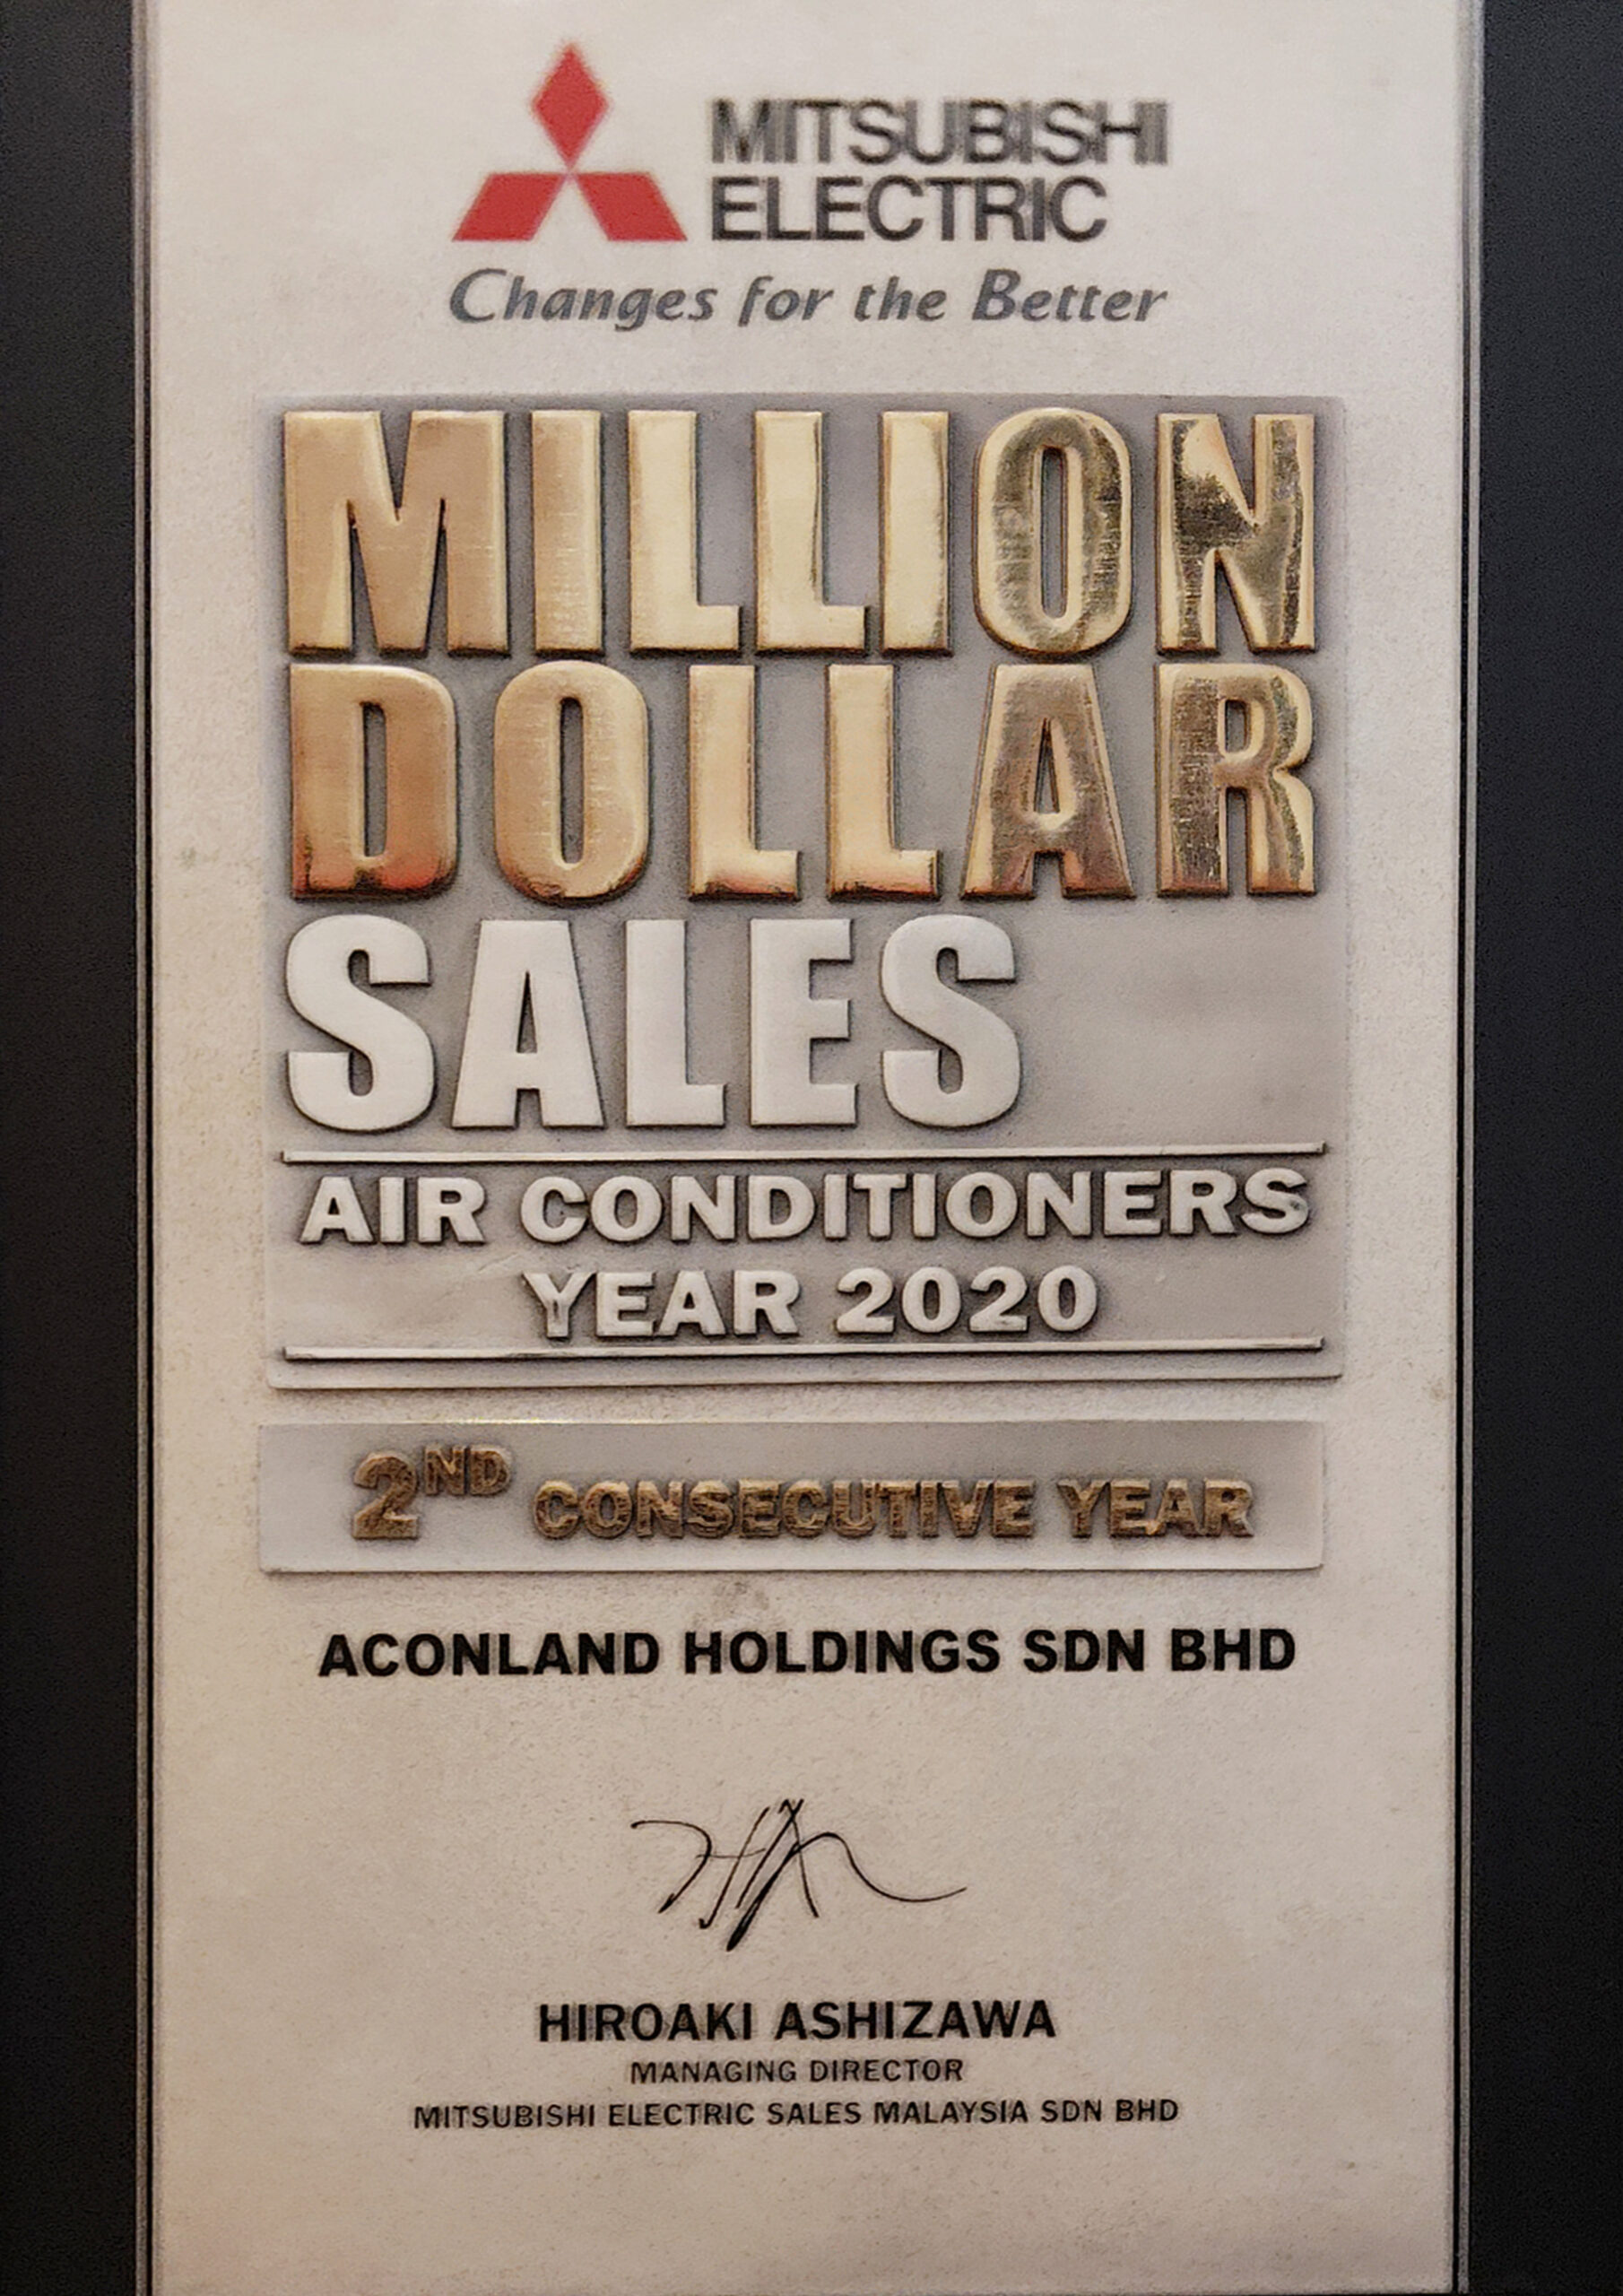 MITSUBISHI
ELECTRIC
Changes for the Better
MILLION
DOLLAR
SALES
AIR CONDITIONERS
YEAR 2020
2ND CONSECUTIVE YEAR
ACONLAND HOLDINGS SDN BHD
HIROAKI ASHIZAWA
MANAGING DIRECTOR
MITSUBISHI ELECTRIC SALES MALAYSIA SDN BHD